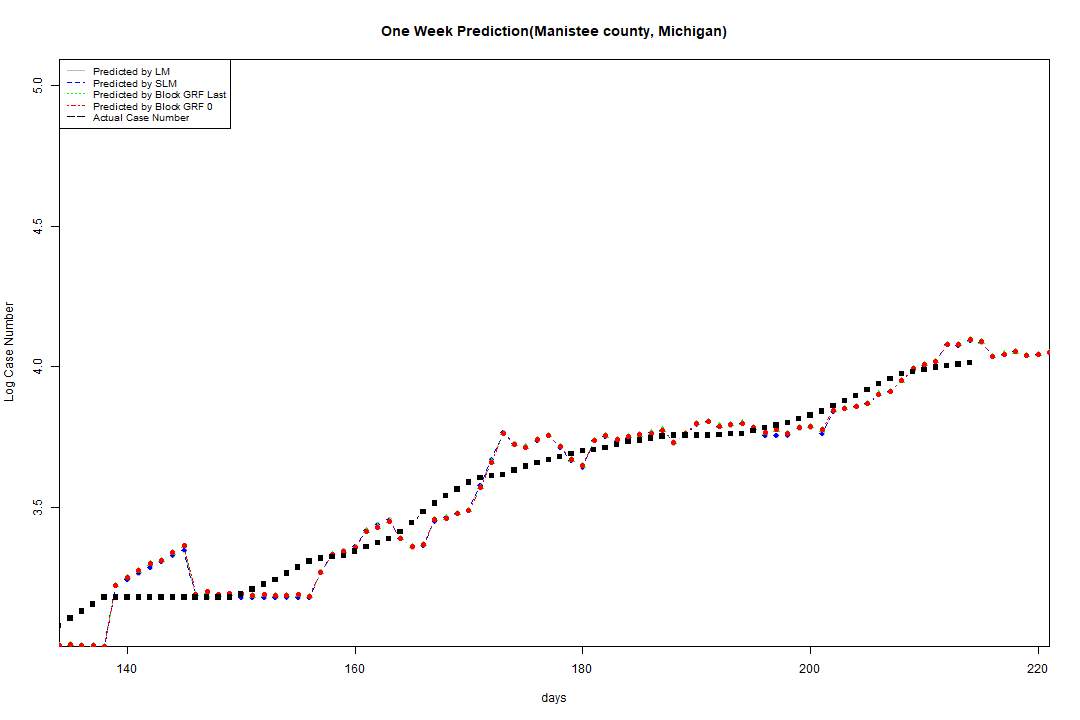 One Week Prediction(Manistee county, Michigan)
Predicted by LM
Predicted by SLM
Predicted by Block GRF Last
Predicted by Block GRF 0
Actual Case Number
5.0
4.5
4.0
3.5
Log Case Number
140 160 180 200 220
days